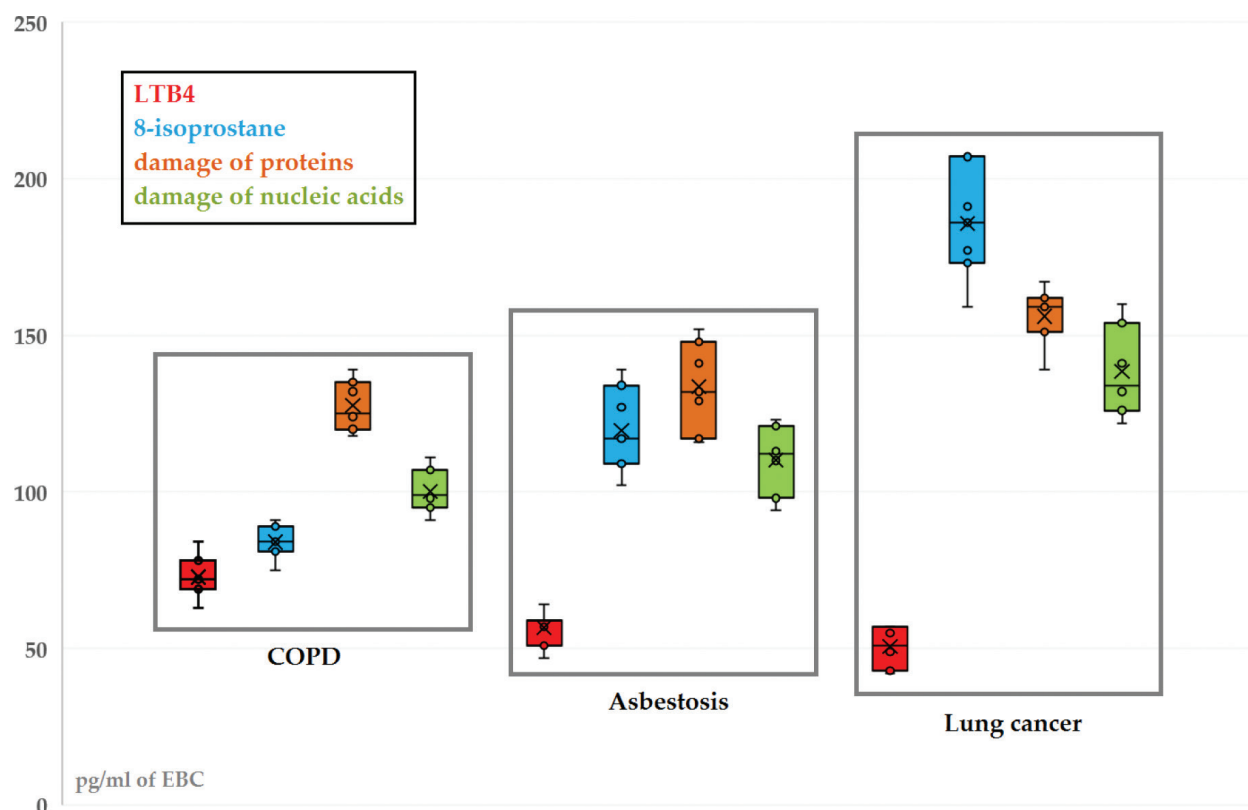 250
LTB4
8-isoprostane
damage of proteins
damage of nucleic acids
200
150
100
50
COPD
Asbestosis
Lung cancer
pg/ml of EBC
0